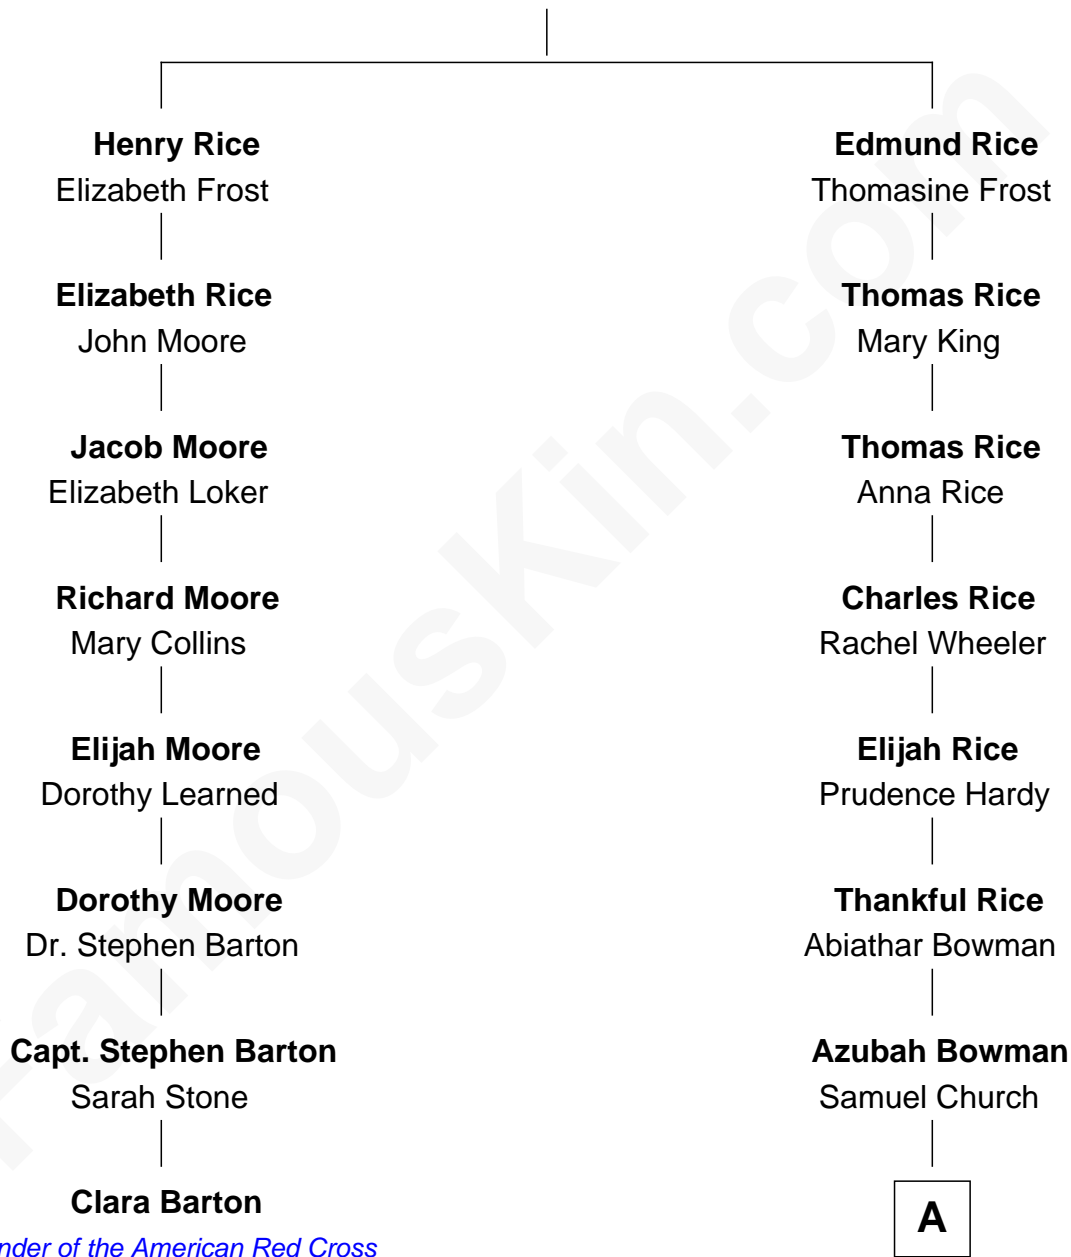 Henry Rice
Elizabeth Frost
Elizabeth Rice
John Moore
Jacob Moore
Elizabeth Loker
Richard Moore
Mary Collins
Elijah Moore
Dorothy Learned
Dorothy Moore
Dr. Stephen Barton
Capt. Stephen Barton
Sarah Stone
Clara Barton
nder of the American Red Cross
Edmund Rice
Thomasine Frost
Thomas Rice
Mary King
Thomas Rice
Anna Rice
Charles Rice
Rachel Wheeler
Elijah Rice
Prudence Hardy
Thankful Rice
Abiathar Bowman
Azubah Bowman
Samuel Church
A
FamousKin.com